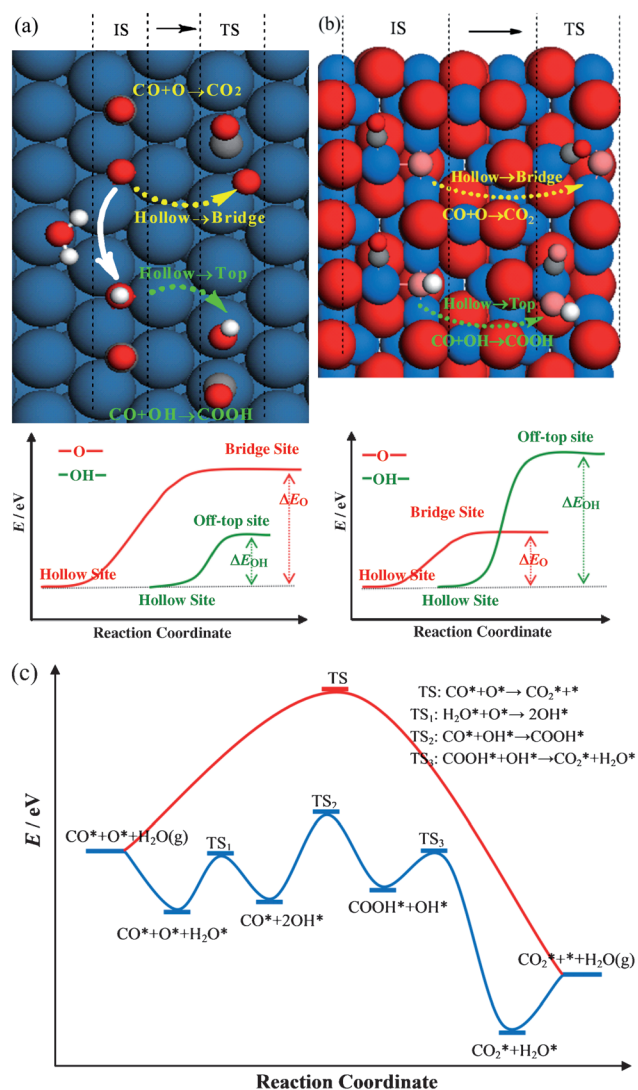 (a)
IS
TS
CO+O→CO2
Hollow→Bridge
Hollow→Top
CO+OH→COOH
(b)
IS
TS
Hollow→Bridge
CO+O→CO2
Hollow→Top
CO+OH→COOH
E / eV
O
OH
Bridge Site
ΔEO
Off-top site
ΔEOH
Hollow Site
Hollow Site
Reaction Coordinate
E / eV
O
OH
Off-top site
ΔEOH
Bridge Site
ΔEO
Hollow Site
Hollow Site
Reaction Coordinate
(c)
E / eV
TS
TS: CO*+O*→ CO2*+*
TS1: H2O*+O*→ 2OH*
TS2: CO*+OH*→COOH*
TS3: COOH*+OH*→CO2*+H2O*
CO*+O*+H2O(g)
TS1
TS2
TS3
CO*+O*+H2O*
CO*+2OH*
COOH*+OH*
CO2*+*+H2O(g)
CO2*+H2O*
Reaction Coordinate